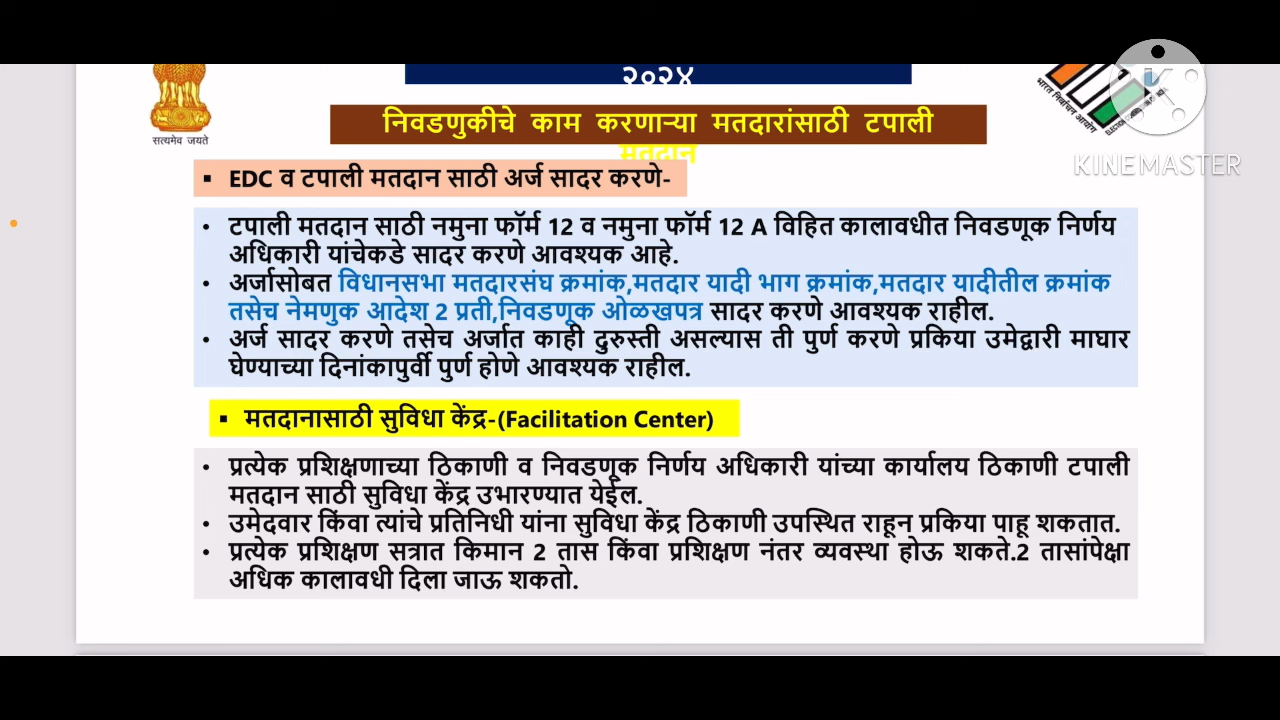 २०२४
निवडणुकीचे काम करणाऱ्या मतदारांसाठी टपाली
मतदान
सत्यमेव जयते
भारत निर्वाचन आयोग
KINEMASTER
▪ EDC व टपाली मतदान साठी अर्ज सादर करणे-
• टपाली मतदान साठी नमुना फॉर्म 12 व नमुना फॉर्म 12 A विहित कालावधीत निवडणूक निर्णय
अधिकारी यांचेकडे सादर करणे आवश्यक आहे.
• अर्जासोबत विधानसभा मतदारसंघ क्रमांक,मतदार यादी भाग क्रमांक,मतदार यादीतील क्रमांक
तसेच नेमणुक आदेश 2 प्रती,निवडणूक ओळखपत्र सादर करणे आवश्यक राहील.
• अर्ज सादर करणे तसेच अर्जात काही दुरुस्ती असल्यास ती पुर्ण करणे प्रकिया उमेद्वारी माघार
घेण्याच्या दिनांकापुर्वी पुर्ण होणे आवश्यक राहील.
▪ मतदानासाठी सुविधा केंद्र-(Facilitation Center)
• प्रत्येक प्रशिक्षणाच्या ठिकाणी व निवडणूक निर्णय अधिकारी यांच्या कार्यालय ठिकाणी टपाली
मतदान साठी सुविधा केंद्र उभारण्यात येईल.
• उमेदवार किंवा त्यांचे प्रतिनिधी यांना सुविधा केंद्र ठिकाणी उपस्थित राहून प्रकिया पाहू शकतात.
• प्रत्येक प्रशिक्षण सत्रात किमान 2 तास किंवा प्रशिक्षण नंतर व्यवस्था होऊ शकते.2 तासांपेक्षा
अधिक कालावधी दिला जाऊ शकतो.